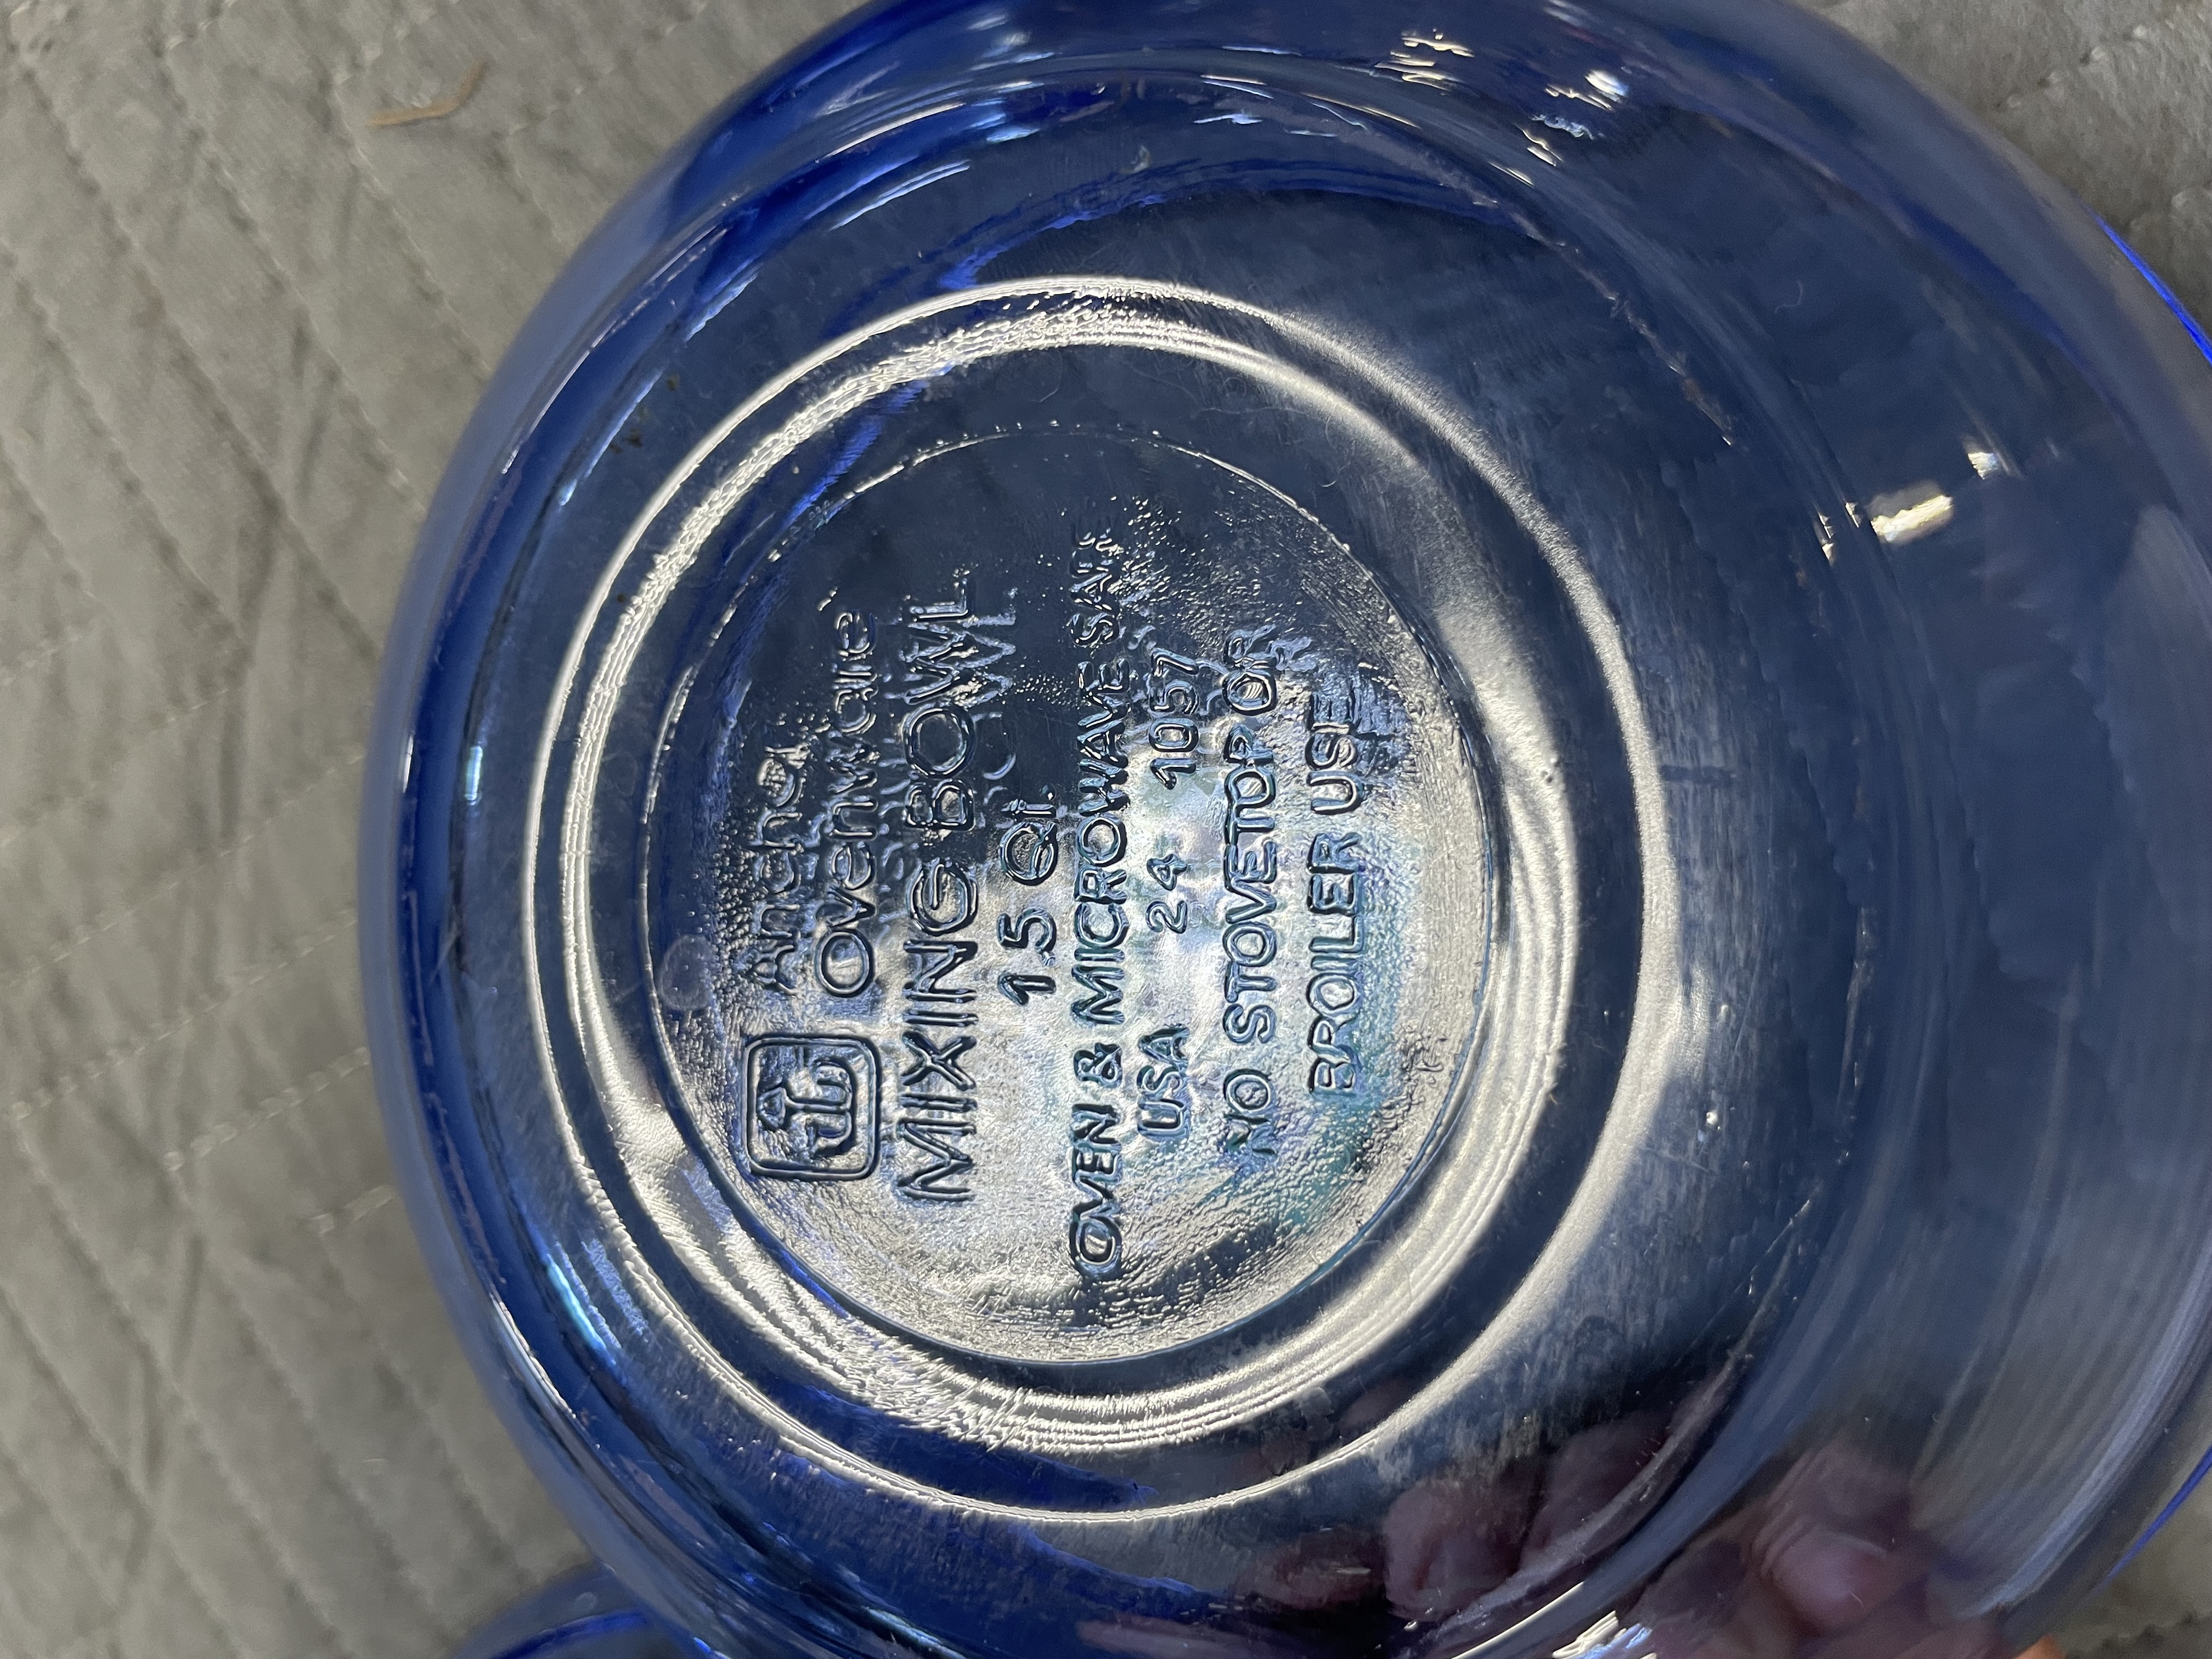 Anchor
Ovenware
MIXING BOWL
1.5 Qt.
OVEN & MICROWAVE SAFE
USA 24 1057
NO STOVETOP OR
BROILER USE